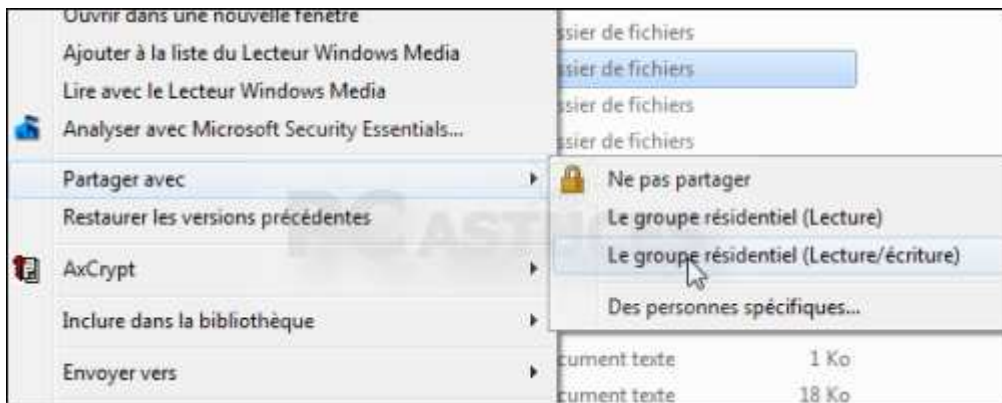 Ouvrir dans une nouvelle fenêtre
Ajouter à la liste du Lecteur Windows Media
Lire avec le Lecteur Windows Media
Analyser avec Microsoft Security Essentials...
Partager avec
Restaurer les versions précédentes
AxCrypt
Inclure dans la bibliothèque
Envoyer vers
ssier de fichiers
ssier de fichiers
ssier de fichiers
ssier de fichiers
Ne pas partager
Le groupe résidentiel (Lecture)
Le groupe résidentiel (Lecture/écriture)
Des personnes spécifiques...
cument texte 1 Ko
cument texte 18 Ko